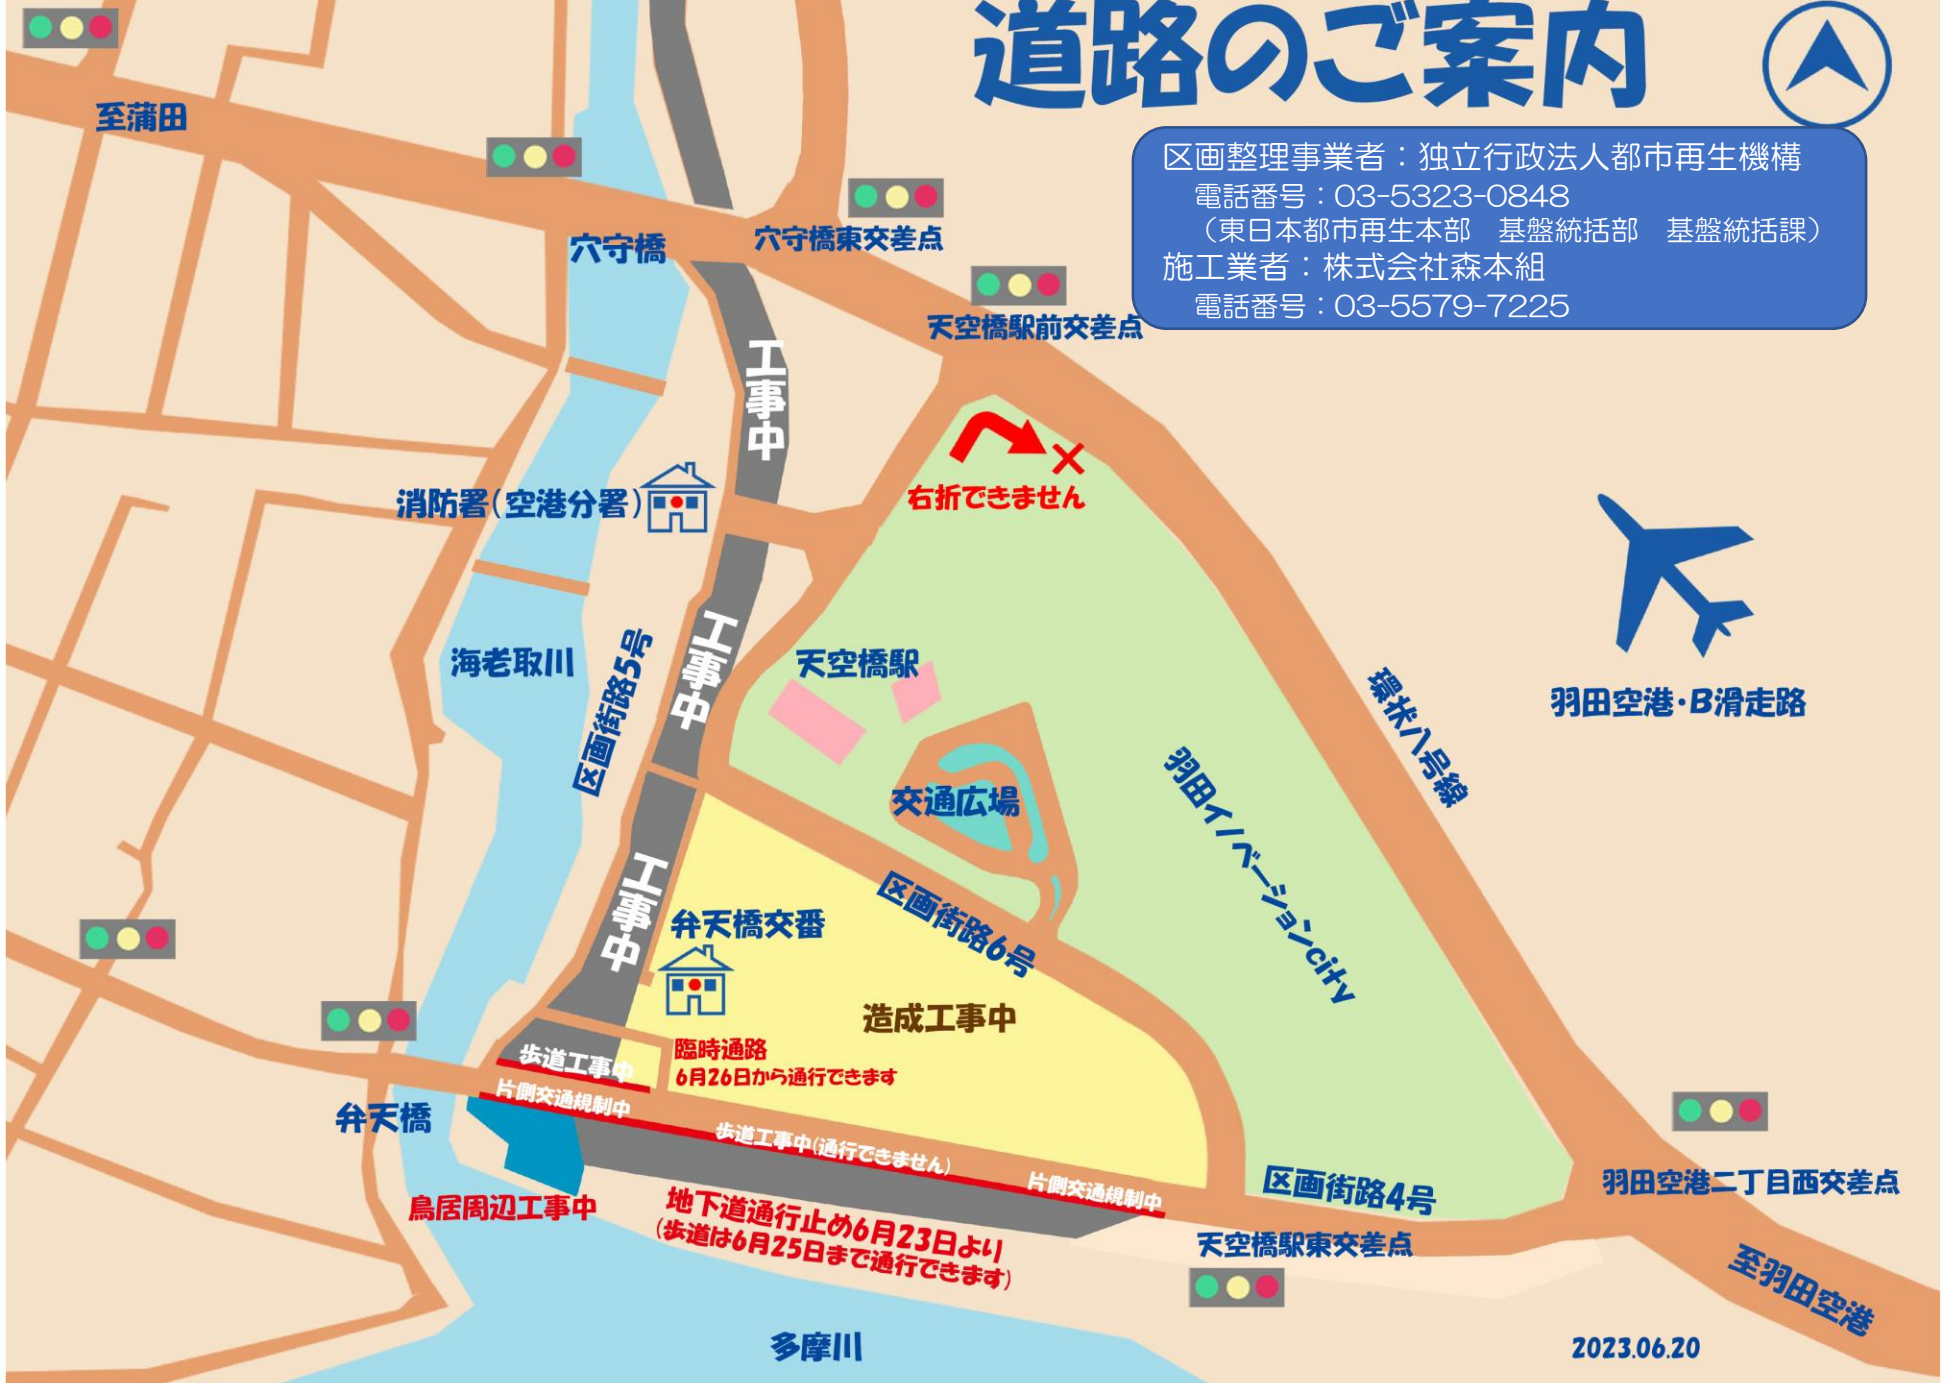 道路のご案内
至蒲田
区画整理事業者：独立行政法人都市再生機構
電話番号：03-5323-0848
（東日本都市再生本部　基盤統括部　基盤統括課）
施工業者：株式会社森本組
電話番号：03-5579-7225
穴守橋
穴守橋東交差点
天空橋駅前交差点
工事中
右折できません
消防署(空港分署)
工事中
海老取川
区画街路5号
天空橋駅
環状八号線
羽田空港・B滑走路
羽田イノベーションcity
交通広場
工事中
弁天橋交番
区画街路6号
造成工事中
歩道工事中
臨時通路
6月26日から通行できます
片側交通規制中
弁天橋
歩道工事中(通行できません)
片側交通規制中
区画街路4号
羽田空港二丁目西交差点
鳥居周辺工事中
地下道通行止め6月23日より
(歩道は6月25日まで通行できます)
天空橋駅東交差点
至羽田空港
多摩川
2023.06.20